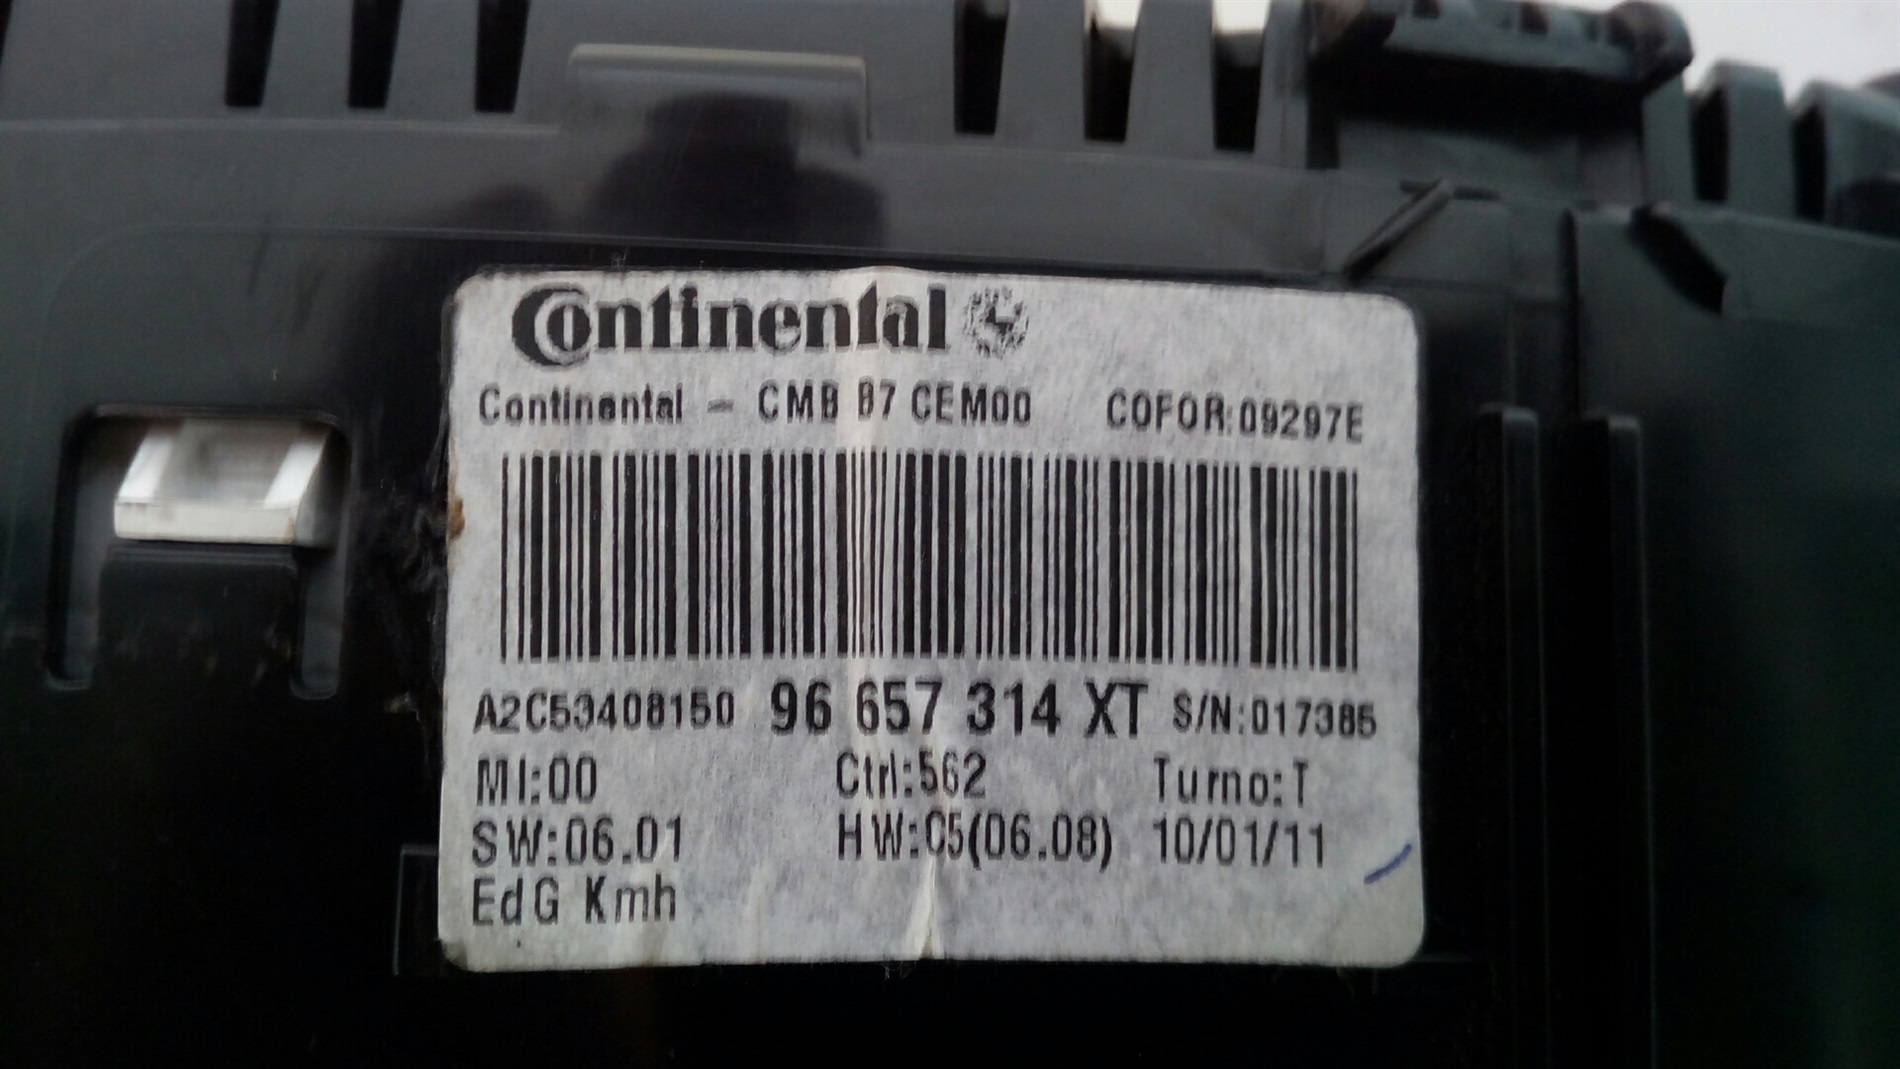 Continental
Continental - CMB B7 CEM00 COFOR:09297E
A2C53408150 96 657 314 XT S/N:017385
MI:00 Ctrl:562 Turno:T
SW:06.01 HW:C5(06.08) 10/01/11
EdG Kmh